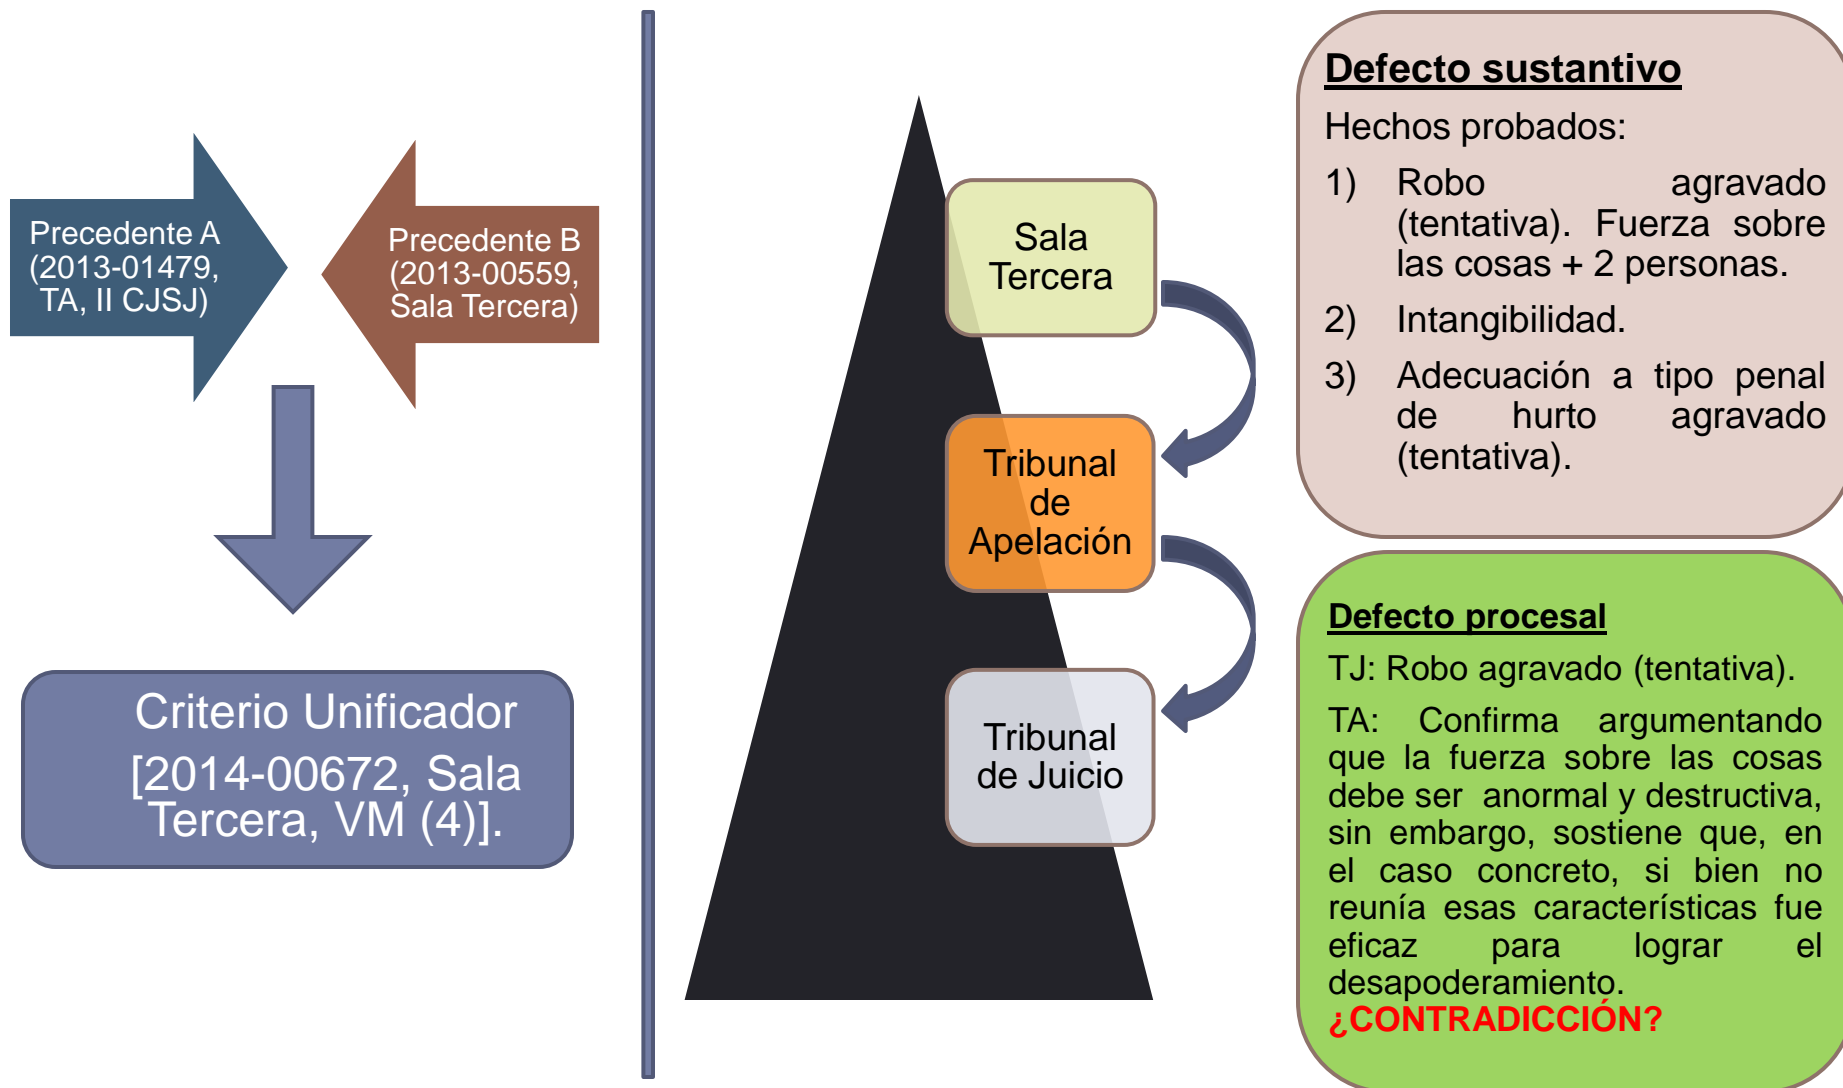 Precedente A
(2013-01479,
TA, II CJSJ)
Precedente B
(2013-00559,
Sala Tercera)
Criterio Unificador
[2014-00672, Sala
Tercera, VM (4)].
Sala
Tercera
Tribunal
de
Apelación
Tribunal
de Juicio
Defecto sustantivo
Hechos probados:
1) Robo agravado
(tentativa). Fuerza sobre
las cosas + 2 personas.
2) Intangibilidad.
3) Adecuación a tipo penal
de hurto agravado
(tentativa).
Defecto procesal
TJ: Robo agravado (tentativa).
TA: Confirma argumentando
que la fuerza sobre las cosas
debe ser anormal y destructiva,
sin embargo, sostiene que, en
el caso concreto, si bien no
reunía esas características fue
eficaz para lograr el
desapoderamiento.
¿CONTRADICCIÓN?